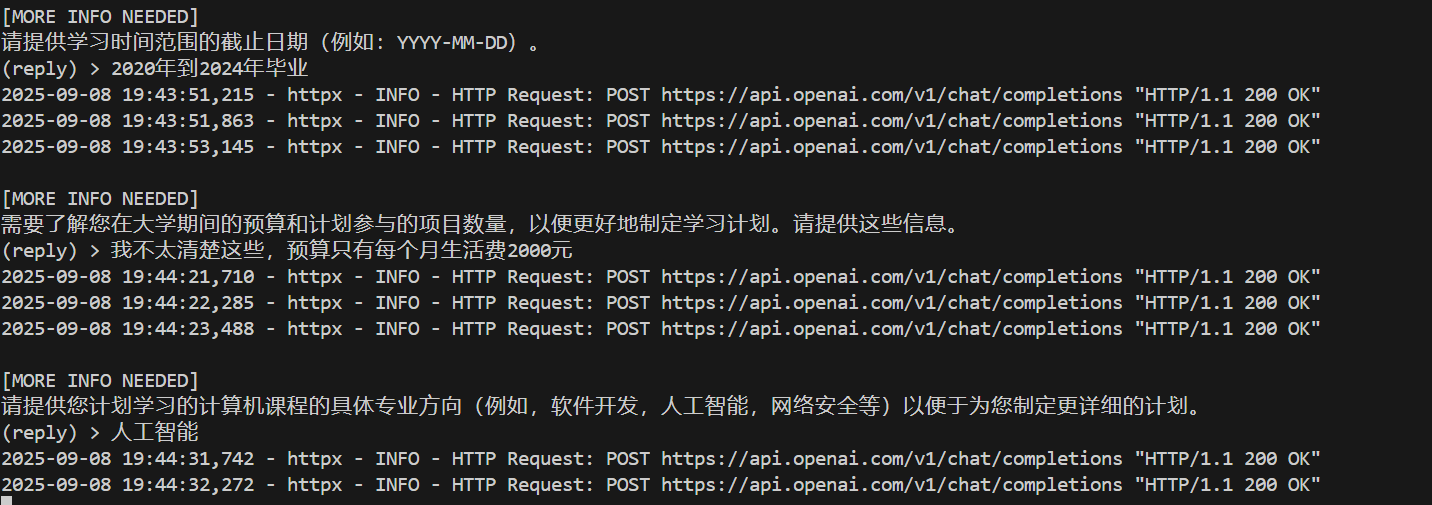 [MORE INFO NEEDED]
请提供学习时间范围的截止日期（例如：YYYY-MM-DD）。
(reply) > 2020年到2024年毕业
2025-09-08 19:43:51,215 - httpx - INFO - HTTP Request: POST https://api.openai.com/v1/chat/completions "HTTP/1.1 200 OK"
2025-09-08 19:43:51,863 - httpx - INFO - HTTP Request: POST https://api.openai.com/v1/chat/completions "HTTP/1.1 200 OK"
2025-09-08 19:43:53,145 - httpx - INFO - HTTP Request: POST https://api.openai.com/v1/chat/completions "HTTP/1.1 200 OK"
[MORE INFO NEEDED]
需要了解您在大学期间的预算和计划参与的项目数量，以便更好地制定学习计划。请提供这些信息。
(reply) > 我不太清楚这些，预算只有每个月生活费2000元
2025-09-08 19:44:21,710 - httpx - INFO - HTTP Request: POST https://api.openai.com/v1/chat/completions "HTTP/1.1 200 OK"
2025-09-08 19:44:22,285 - httpx - INFO - HTTP Request: POST https://api.openai.com/v1/chat/completions "HTTP/1.1 200 OK"
2025-09-08 19:44:23,488 - httpx - INFO - HTTP Request: POST https://api.openai.com/v1/chat/completions "HTTP/1.1 200 OK"
[MORE INFO NEEDED]
请提供您计划学习的计算机课程的具体专业方向（例如，软件开发，人工智能，网络安全等）以便于为您制定更详细的计划。
(reply) > 人工智能
2025-09-08 19:44:31,742 - httpx - INFO - HTTP Request: POST https://api.openai.com/v1/chat/completions "HTTP/1.1 200 OK"
2025-09-08 19:44:32,272 - httpx - INFO - HTTP Request: POST https://api.openai.com/v1/chat/completions "HTTP/1.1 200 OK"